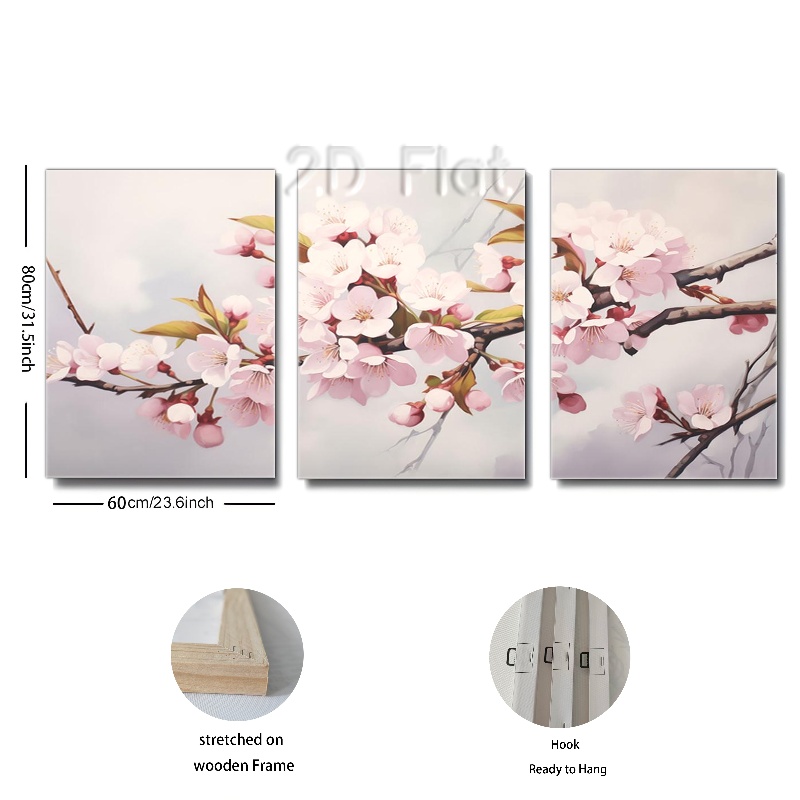 2D Flat
80cm/31.5inch
60cm/23.6inch
stretched on
wooden Frame
Hook
Ready to Hang